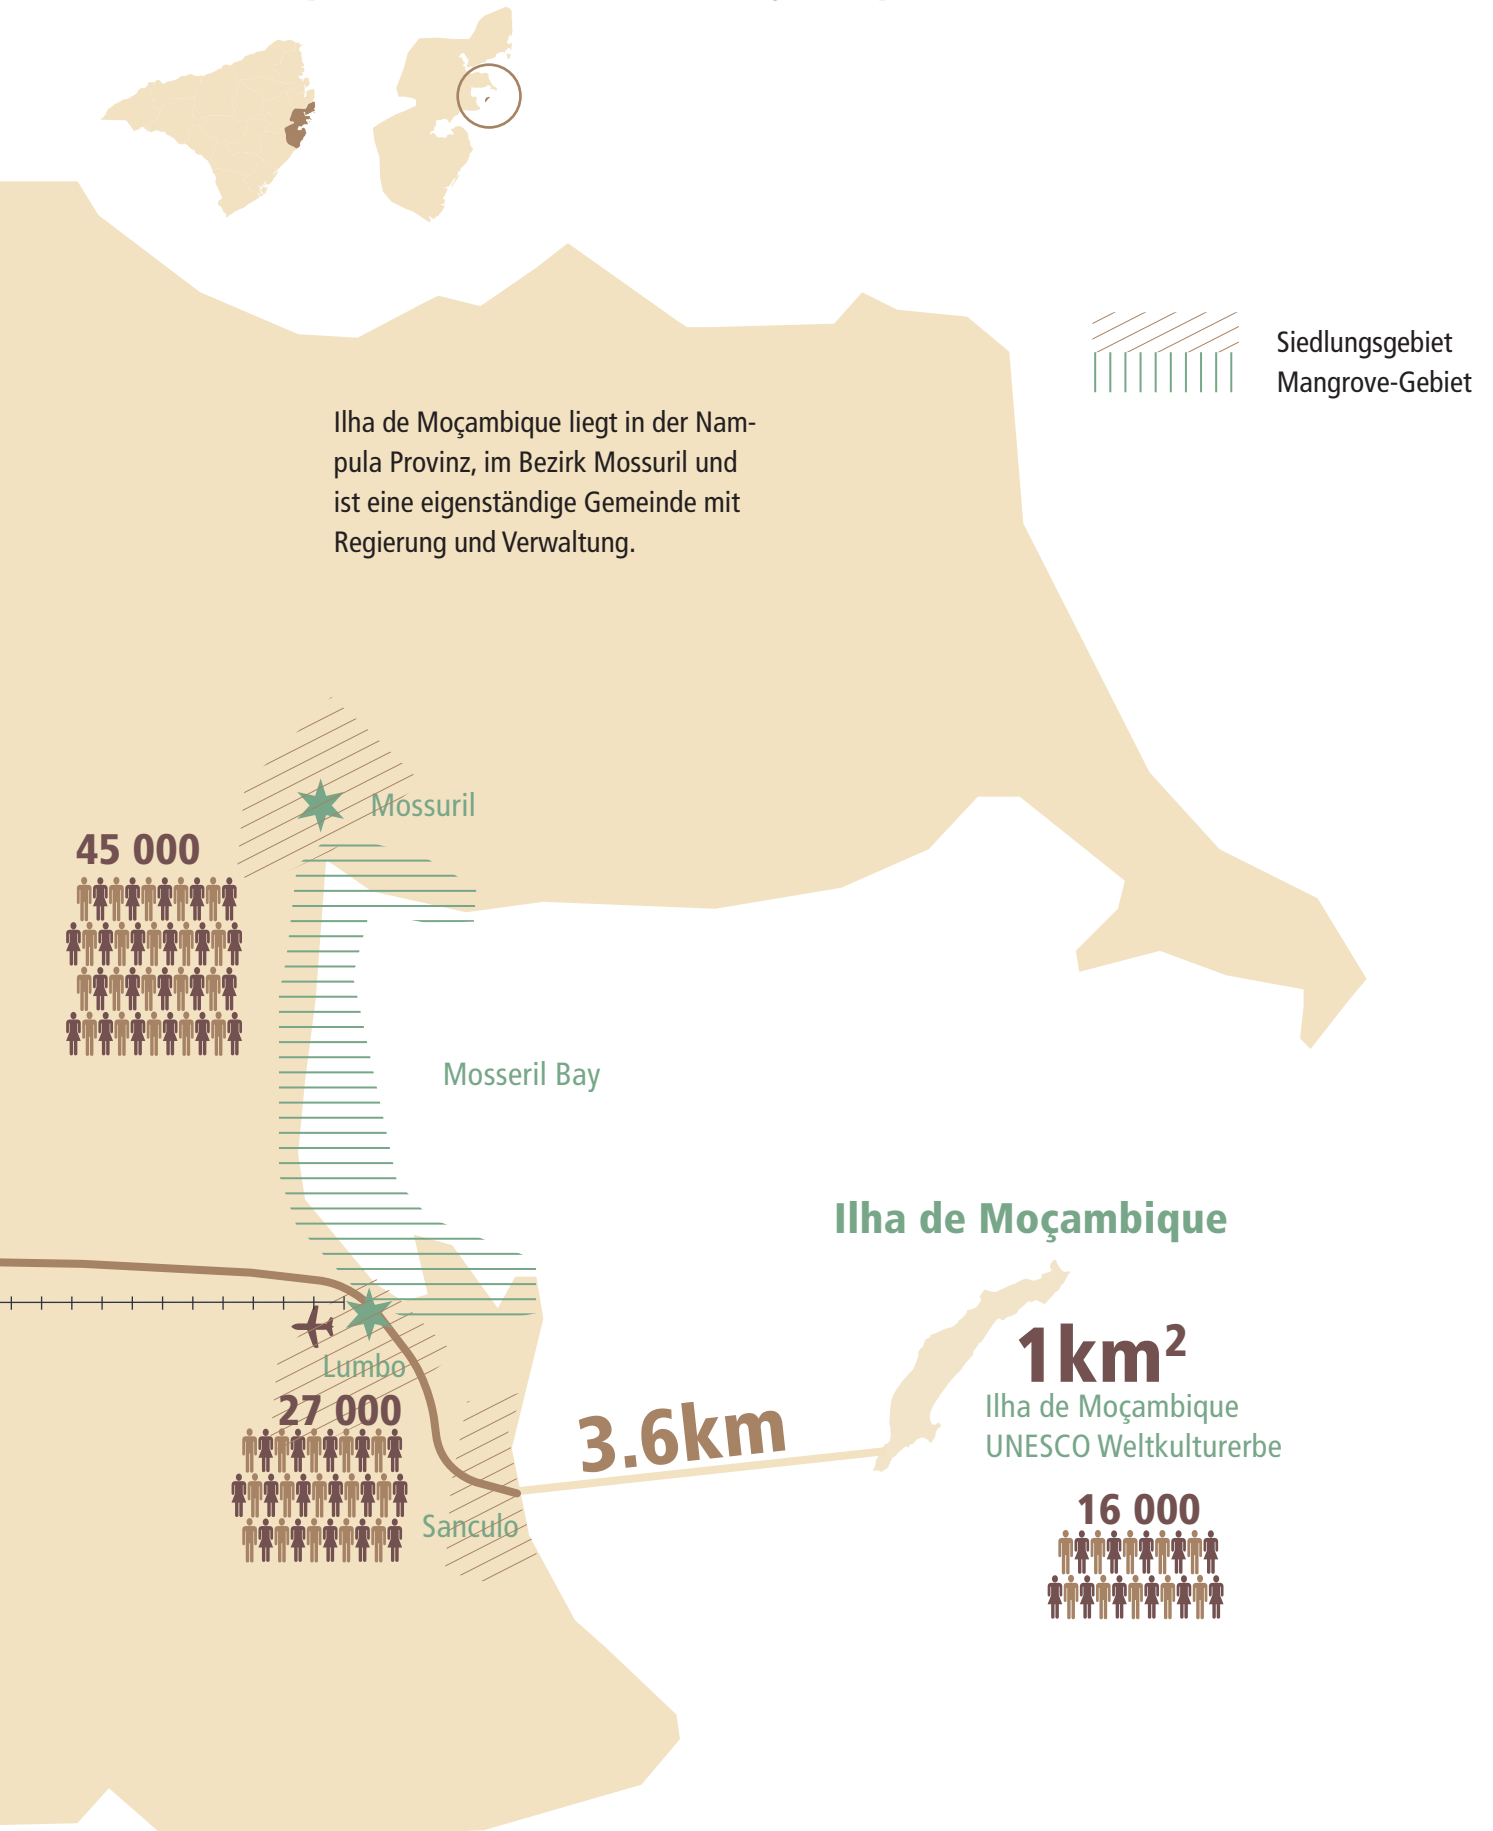 Siedlungsgebiet
Mangrove-Gebiet
Ilha de Moçambique liegt in der Nam-
pula Provinz, im Bezirk Mossuril und
ist eine eigenständige Gemeinde mit
Regierung und Verwaltung.
Mossuril
45 000
Mosseril Bay
Ilha de Moçambique
1km²
Ilha de Moçambique
UNESCO Weltkulturerbe
16 000
Lumbo
27 000
3.6km
Sanculo